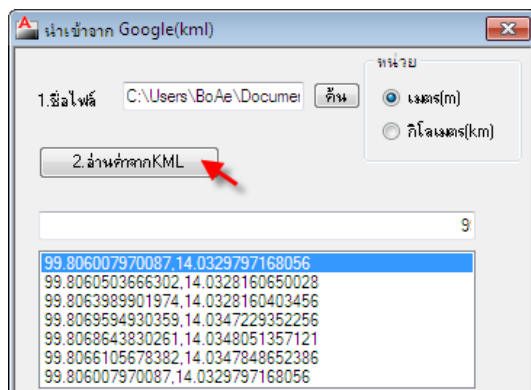 นำเข้าจาก Google(kml)
หน่วย
1.ชื่อไฟล์ C:\Users\BoAe\Documer ค้น
เมตร(m)
กิโลเมตร(km)
2.อ่านค่าจากKML
9
99.806007970087,14.0329797168056
99.8060503666302,14.0328160650028
99.8063989901974,14.0328160403456
99.8069594930359,14.0347229352256
99.8068643830261,14.0348051357121
99.8066105678382,14.0347848652386
99.806007970087,14.0329797168056